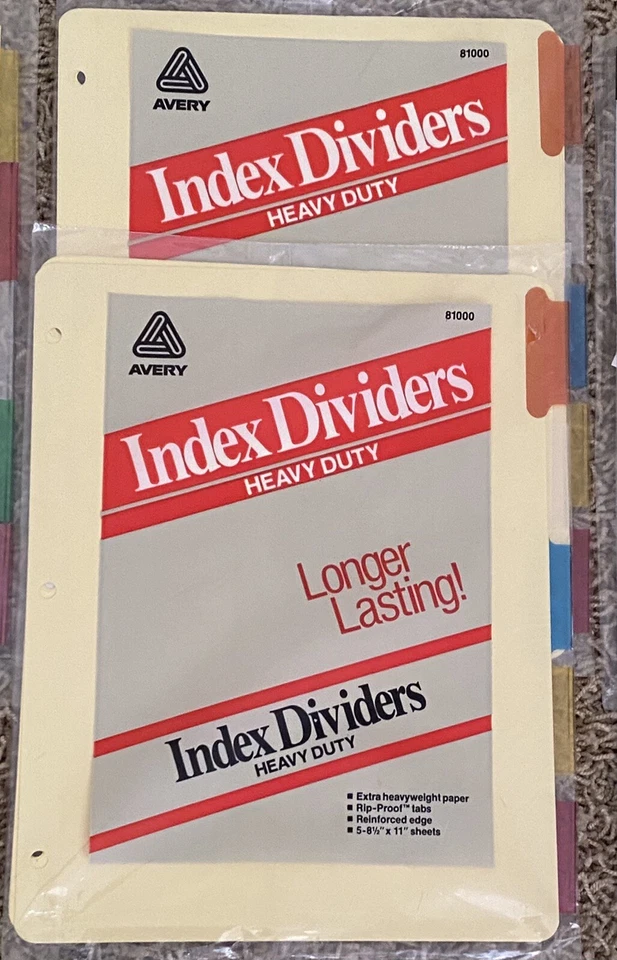 81000
AVERY
Index Dividers
HEAVY DUTY
81000
AVERY
Index Dividers
HEAVY DUTY
Longer
Lasting!
Index Dividers
HEAVY DUTY
■ Extra heavyweight paper
■ Rip-Proof™ tabs
■ Reinforced edge
■ 5-8½" x 11" sheets